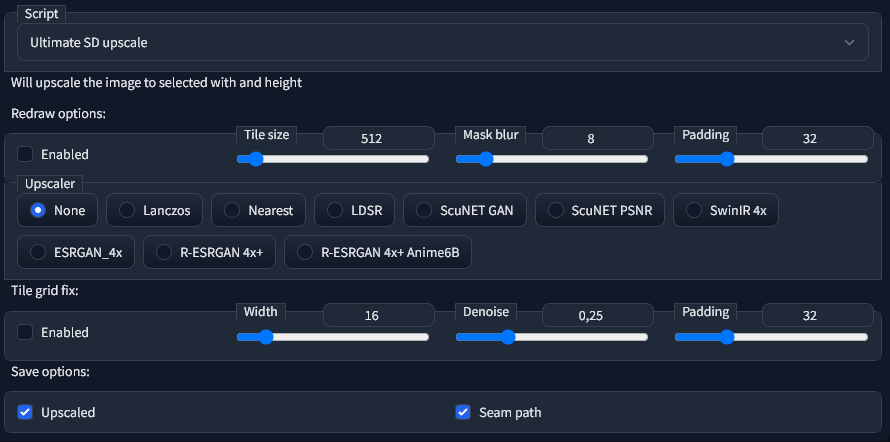 Script
Ultimate SD upscale
Will upscale the image to selected with and height
Redraw options:
Enabled
Tile size 512
Mask blur 8
Padding 32
Upscaler
None Lanczos Nearest LDSR ScuNET GAN ScuNET PSNR SwinIR 4x
ESRGAN_4x R-ESRGAN 4x+ R-ESRGAN 4x+ Anime6B
Tile grid fix:
Enabled
Width 16
Denoise 0,25
Padding 32
Save options:
Upscaled Seam path